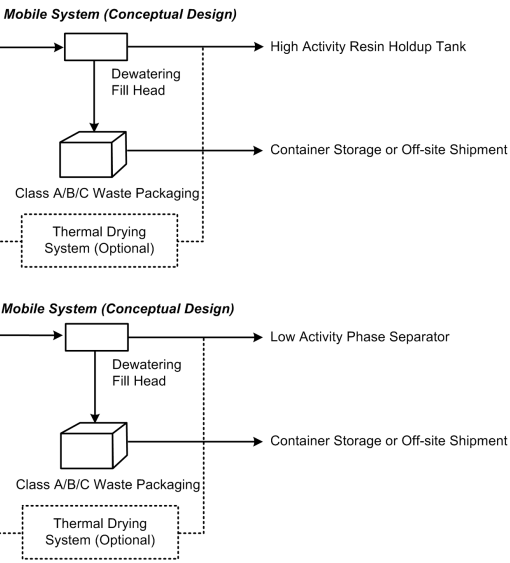 Mobile System (Conceptual Design)
High Activity Resin Holdup Tank
Dewatering
Fill Head
Container Storage or Off-site Shipment
Class A/B/C Waste Packaging
Thermal Drying
System (Optional)
Mobile System (Conceptual Design)
Low Activity Phase Separator
Dewatering
Fill Head
Container Storage or Off-site Shipment
Class A/B/C Waste Packaging
Thermal Drying
System (Optional)